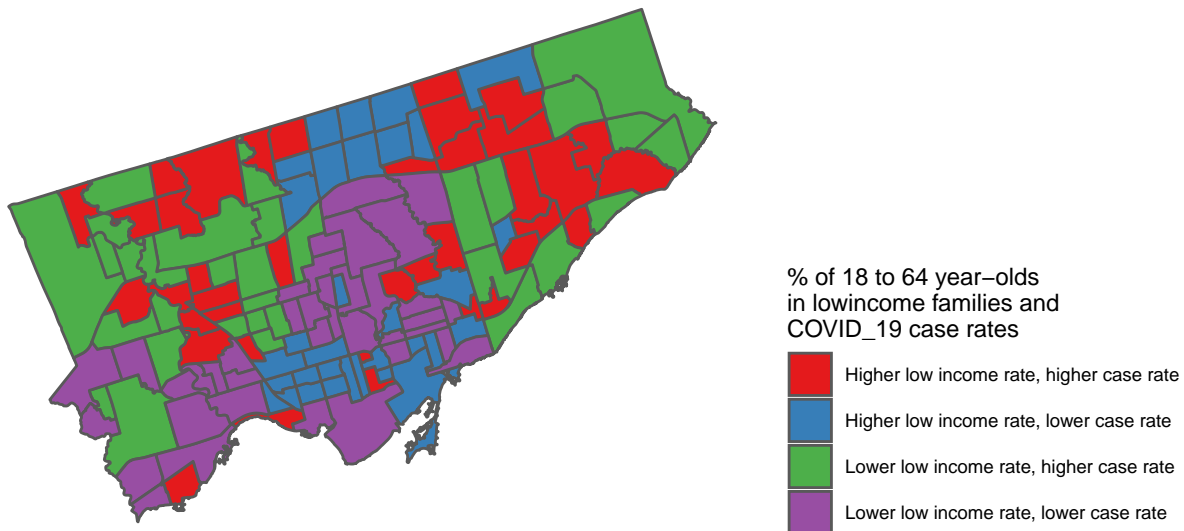 % of 18 to 64 year−olds
in lowincome families and
COVID_19 case rates
Higher low income rate, higher case rate
Higher low income rate, lower case rate
Lower low income rate, higher case rate
Lower low income rate, lower case rate